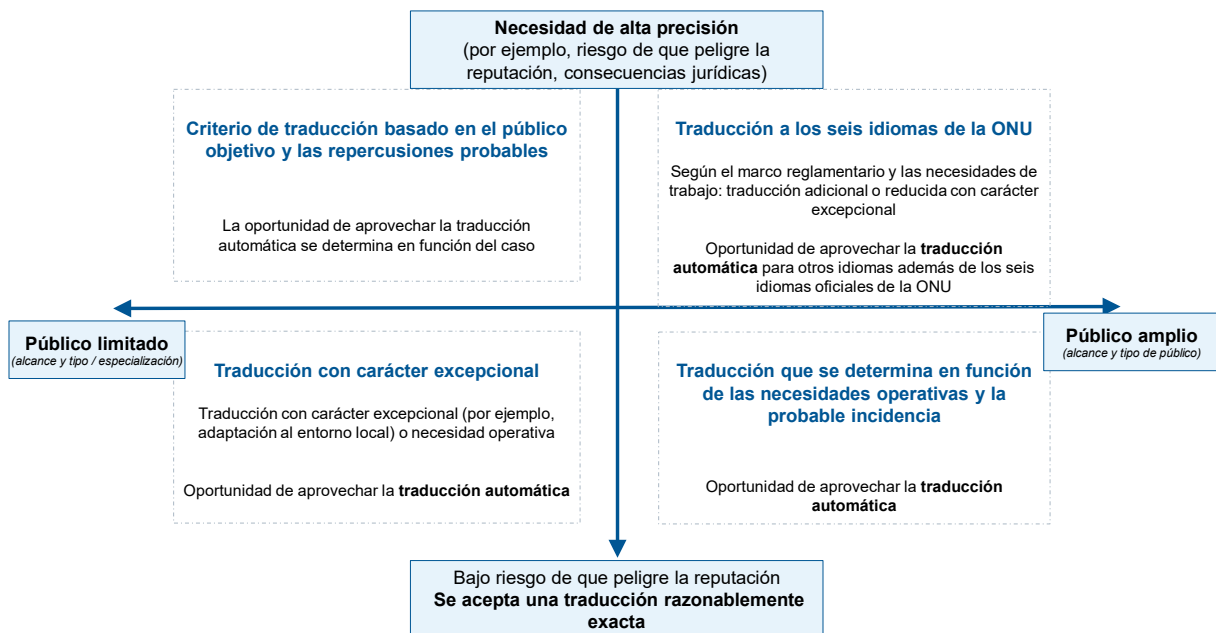 Necesidad de alta precisión
(por ejemplo, riesgo de que peligre la
reputación, consecuencias jurídicas)
Criterio de traducción basado en el público
objetivo y las repercusiones probables
La oportunidad de aprovechar la traducción
automática se determina en función del caso
Traducción a los seis idiomas de la ONU
Según el marco reglamentario y las necesidades de
trabajo: traducción adicional o reducida con carácter
excepcional
Oportunidad de aprovechar la traducción
automática para otros idiomas además de los seis
idiomas oficiales de la ONU
Público limitado
(alcance y tipo / especialización)
Público amplio
(alcance y tipo de público)
Traducción con carácter excepcional
Traducción con carácter excepcional (por ejemplo,
adaptación al entorno local) o necesidad operativa
Oportunidad de aprovechar la traducción automática
Traducción que se determina en función
de las necesidades operativas y la
probable incidencia
Oportunidad de aprovechar la traducción
automática
Bajo riesgo de que peligre la reputación
Se acepta una traducción razonablemente
exacta